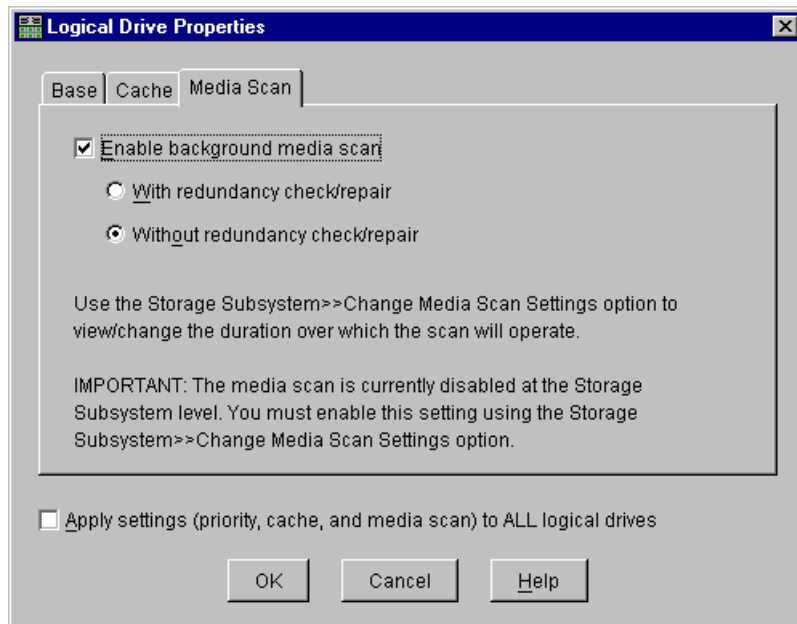 Logical Drive Properties
Base
Cache
Media Scan
Enable background media scan
With redundancy check/repair
Without redundancy check/repair
Use the Storage Subsystem>>Change Media Scan Settings option to
view/change the duration over which the scan will operate.
IMPORTANT: The media scan is currently disabled at the Storage
Subsystem level. You must enable this setting using the Storage
Subsystem>>Change Media Scan Settings option.
Apply settings (priority, cache, and media scan) to ALL logical drives
OK
Cancel
Help